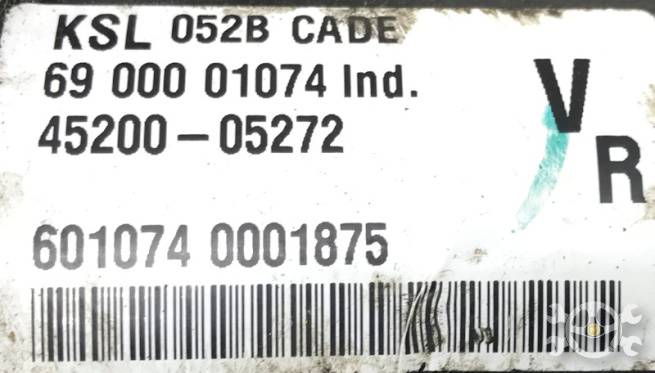 KSL 052B CADE
69 000 01074 Ind.
45200-05272
V
R
601074 0001875